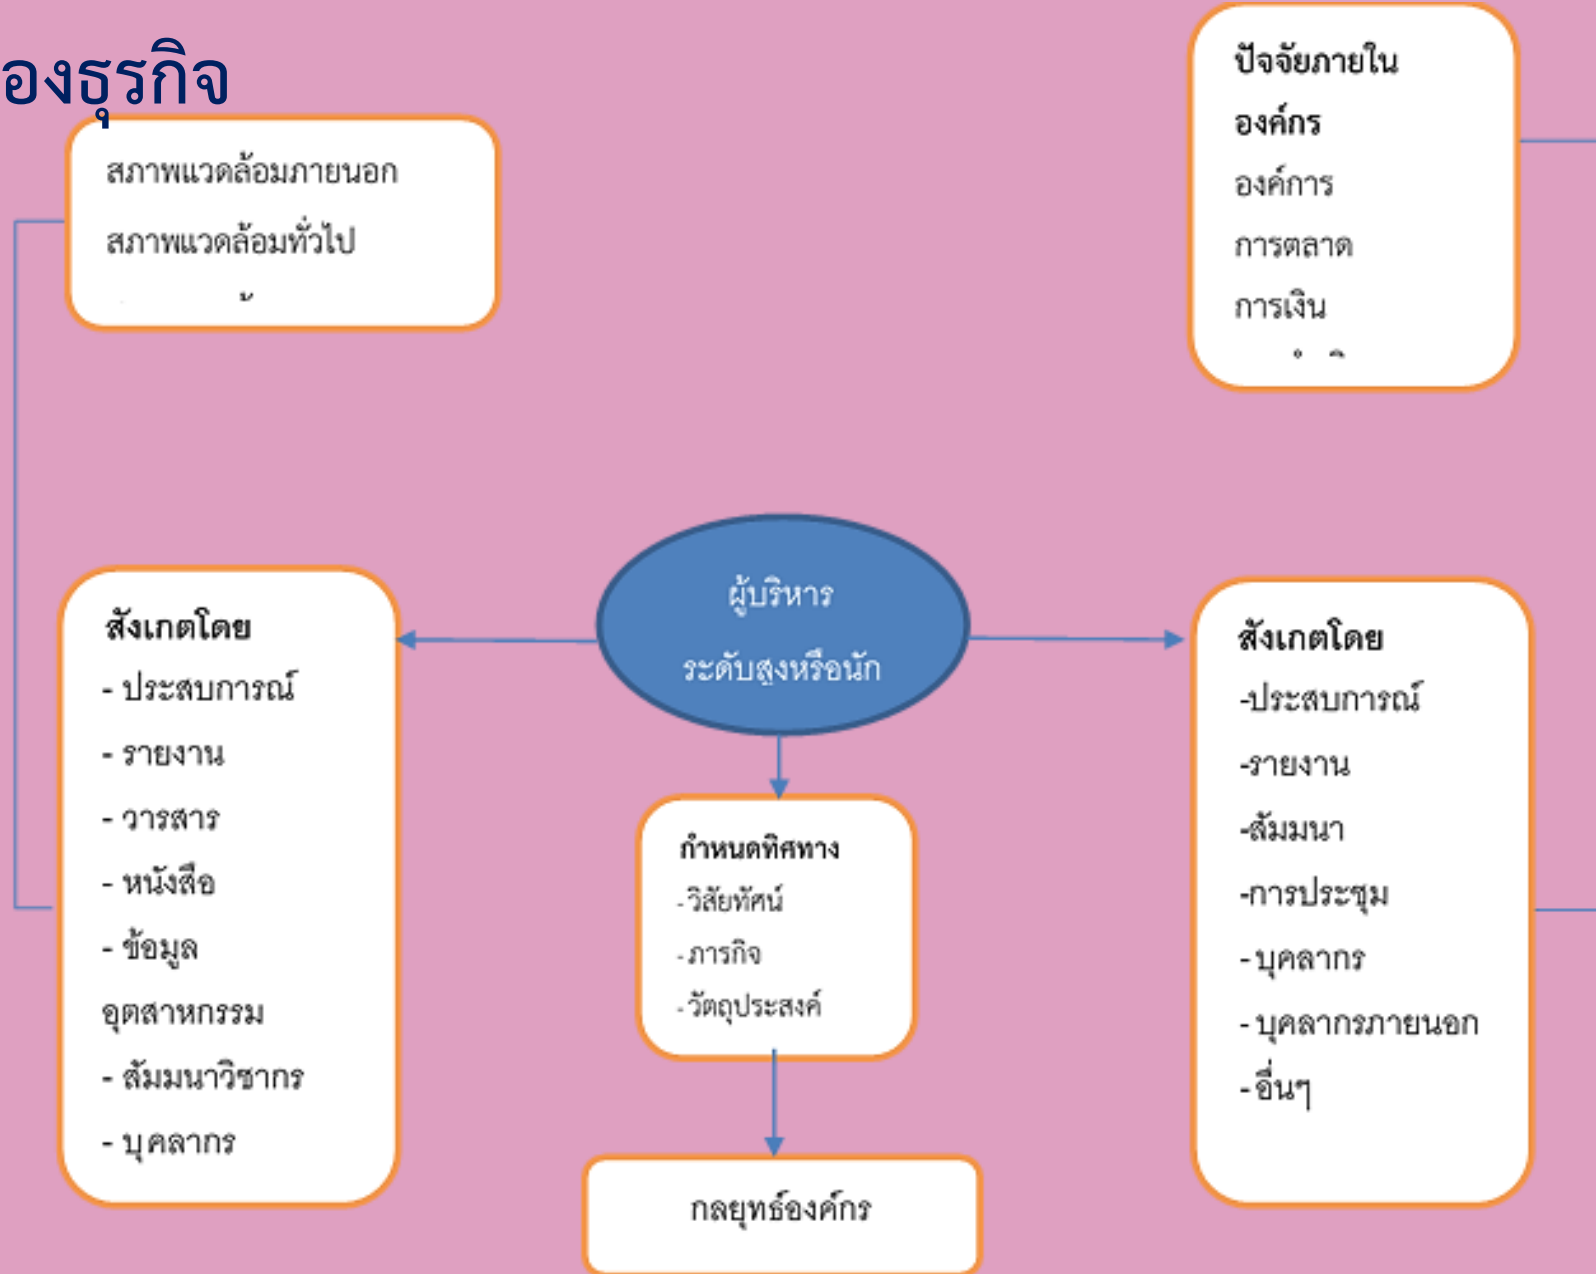 องธุรกิจ
สภาพแวดล้อมภายนอก
สภาพแวดล้อมทั่วไป
ปัจจัยภายใน
องค์กร
องค์การ
การตลาด
การเงิน
ผู้บริหาร
ระดับสูงหรือนัก
สังเกตโดย
- ประสบการณ์
- รายงาน
- วารสาร
- หนังสือ
- ข้อมูล
อุตสาหกรรม
- สัมมนาวิชากร
- บุคลากร
กำหนดทิศทาง
- วิสัยทัศน์
- ภารกิจ
- วัตถุประสงค์
กลยุทธ์องค์กร
สังเกตโดย
-ประสบการณ์
-รายงาน
-สัมมนา
-การประชุม
- บุคลากร
- บุคลากรภายนอก
- อื่นๆ